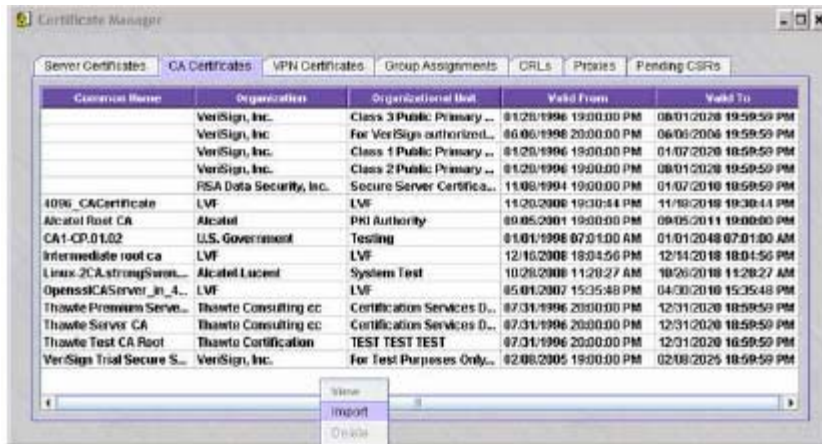 Certificate Manager
Server Certificates CA Certificates VPN Certificates Group Assignments CRLs Proxies Pending CSRs
Common Name Organization Organizational Unit Valid From Valid To
VeriSign, Inc. Class 3 Public Primary ... 01/28/1996 19:00:00 PM 08/01/2028 19:59:59 PM
VeriSign, Inc. For VeriSign authorized... 06/06/1998 20:00:00 PM 06/06/2006 19:59:59 PM
VeriSign, Inc. Class 1 Public Primary ... 01/28/1996 19:00:00 PM 01/07/2020 18:59:59 PM
VeriSign, Inc. Class 2 Public Primary ... 01/28/1996 19:00:00 PM 08/01/2028 19:59:59 PM
RSA Data Security, Inc. Secure Server Certifica... 11/08/1994 19:00:00 PM 01/07/2010 18:59:59 PM
4096_CACertificate LVF LVF 11/20/2008 19:30:44 PM 11/18/2018 19:30:44 PM
Alcatel Root CA Alcatel PKI Authority 09/05/2001 19:00:00 PM 09/05/2011 19:00:00 PM
CA1-CP.01.02 U.S. Government Testing 01/01/1998 07:01:00 AM 01/01/2048 07:01:00 AM
Intermediate root ca LVF LVF 12/16/2008 18:04:56 PM 12/14/2018 18:04:56 PM
Linux-2CA.strongSwan... Alcatel Lucent System Test 10/28/2008 11:28:27 AM 10/26/2018 11:28:27 AM
OpensslCAServer_in_4... LVF LVF 05/01/2007 15:35:48 PM 04/30/2010 15:35:48 PM
Thawte Premium Serve... Thawte Consulting cc Certification Services D... 07/31/1996 20:00:00 PM 12/31/2020 18:59:59 PM
Thawte Server CA Thawte Consulting cc Certification Services D... 07/31/1996 20:00:00 PM 12/31/2020 18:59:59 PM
Thawte Test CA Root Thawte Certification TEST TEST TEST 07/31/1996 20:00:00 PM 12/31/2020 16:59:59 PM
VeriSign Trial Secure S... VeriSign, Inc. For Test Purposes Only... 02/08/2005 19:00:00 PM 02/08/2025 18:59:59 PM
View
Import
Delete